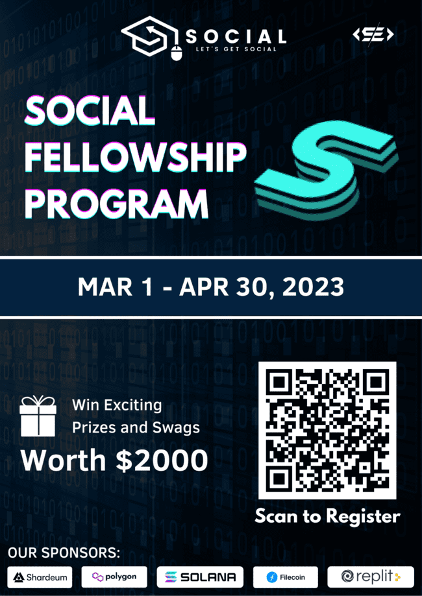 SOCIAL
LET'S GET SOCIAL
SOCIAL
FELLOWSHIP
PROGRAM
MAR 1 - APR 30, 2023
Win Exciting
Prizes and Swags
Worth $2000
Scan to Register
OUR SPONSORS:
Shardeum
polygon
SOLANA
Filecoin
replit